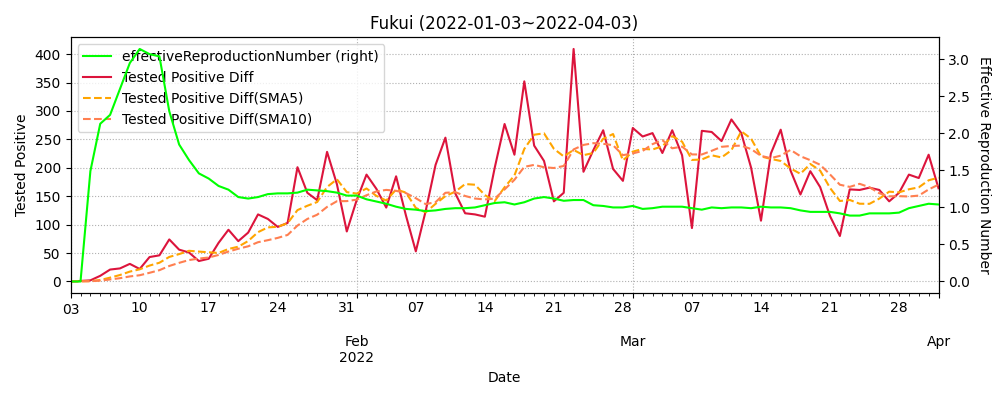 Fukui (2022-01-03~2022-04-03)
effectiveReproductionNumber (right)
Tested Positive Diff
Tested Positive Diff(SMA5)
Tested Positive Diff(SMA10)
Tested Positive
400
350
300
250
200
150
100
50
0
Effective Reproduction Number
3.0
2.5
2.0
1.5
1.0
0.5
0.0
03 10 17 24 31 07 14 21 28 07 14 21 28
Feb Mar Apr
2022
Date